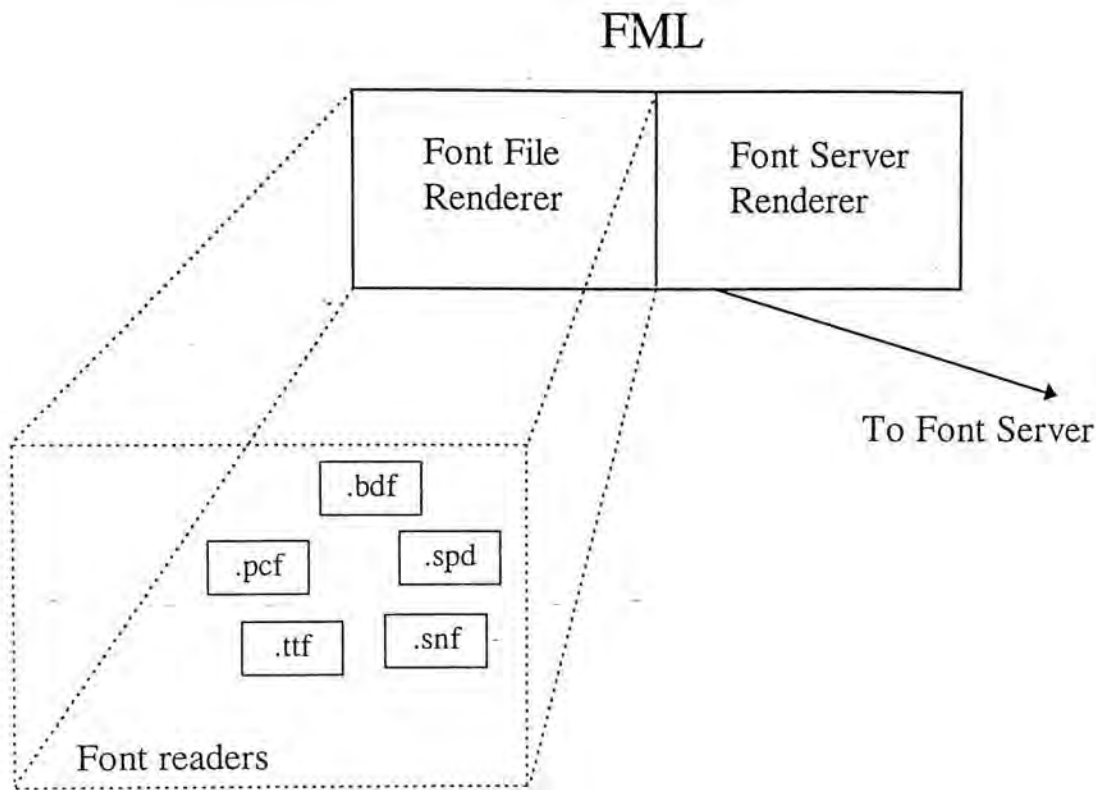 FML
Font File
Renderer
Font Server
Renderer
To Font Server
.bdf
.pcf
.spd
.ttf
.snf
Font readers